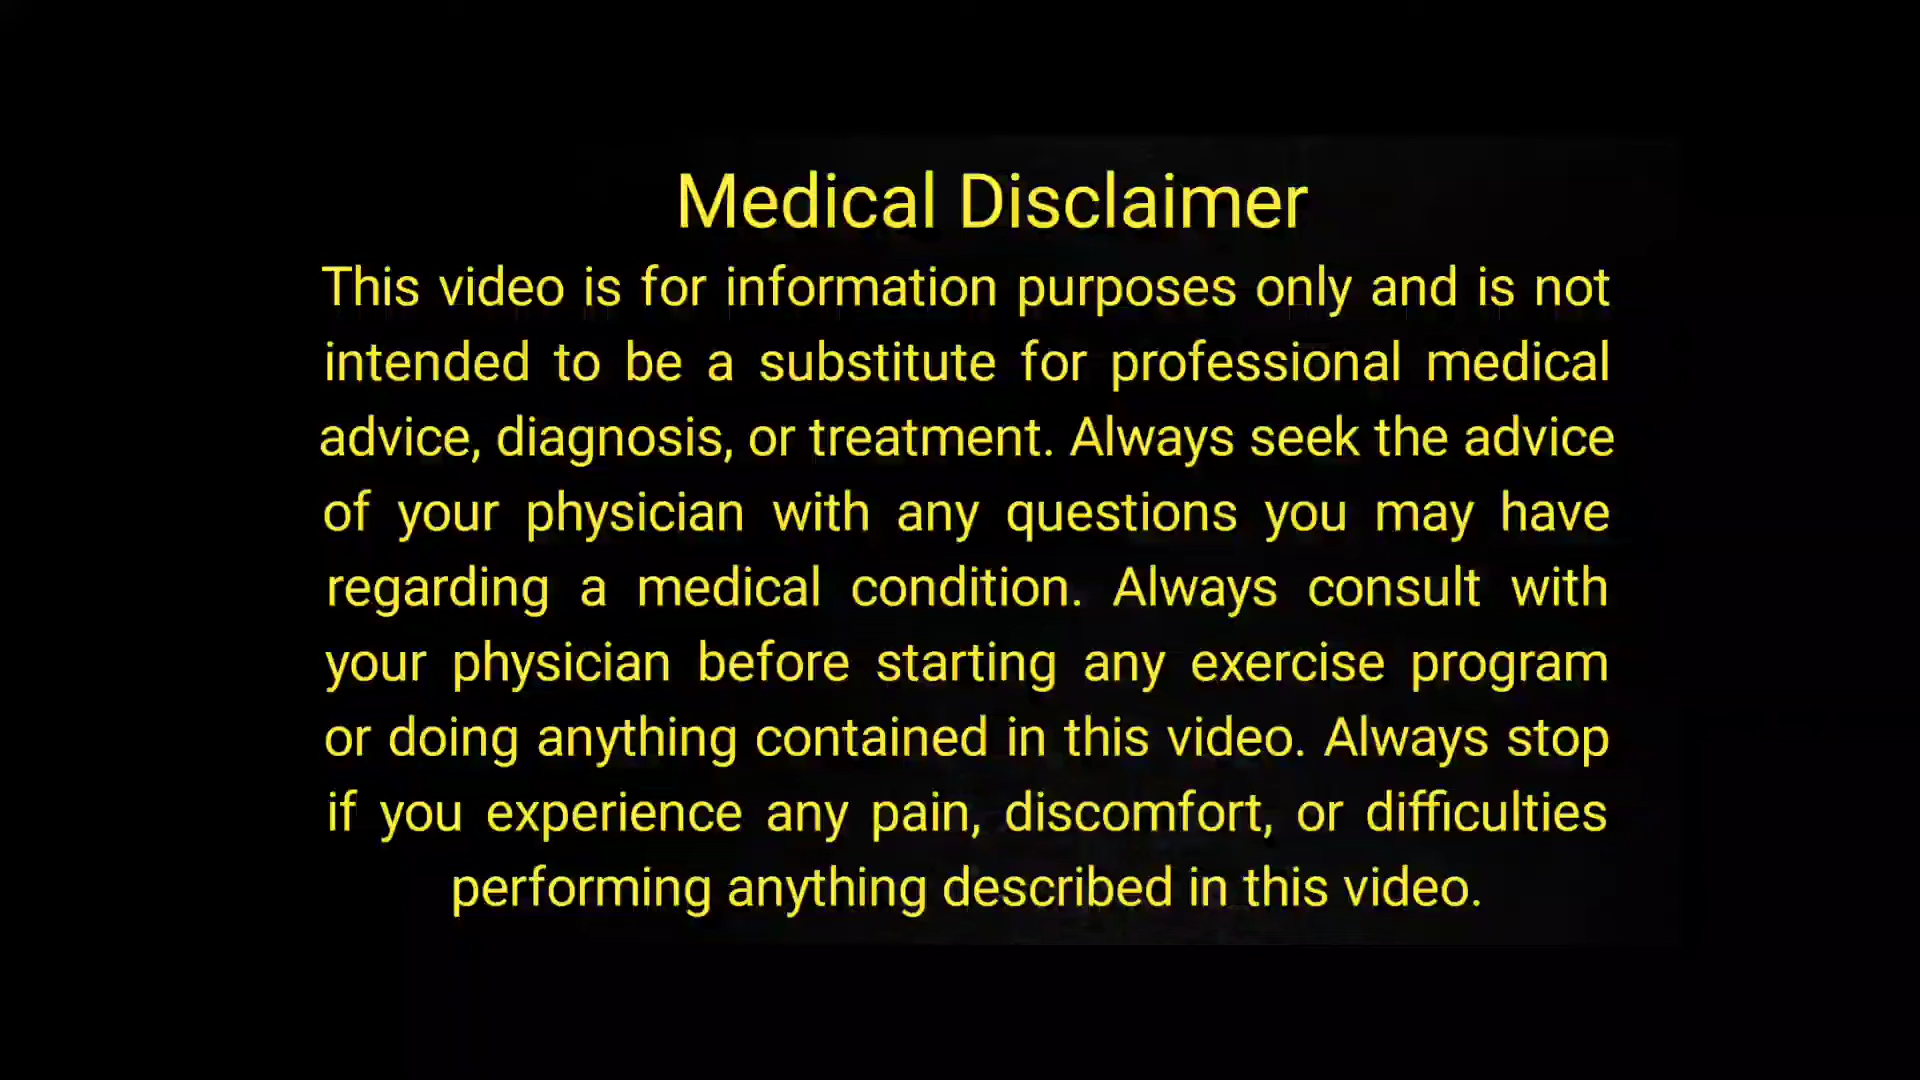 Medical Disclaimer
This video is for information purposes only and is not
intended to be a substitute for professional medical
advice, diagnosis, or treatment. Always seek the advice
of your physician with any questions you may have
regarding a medical condition. Always consult with
your physician before starting any exercise program
or doing anything contained in this video. Always stop
if you experience any pain, discomfort, or difficulties
performing anything described in this video.